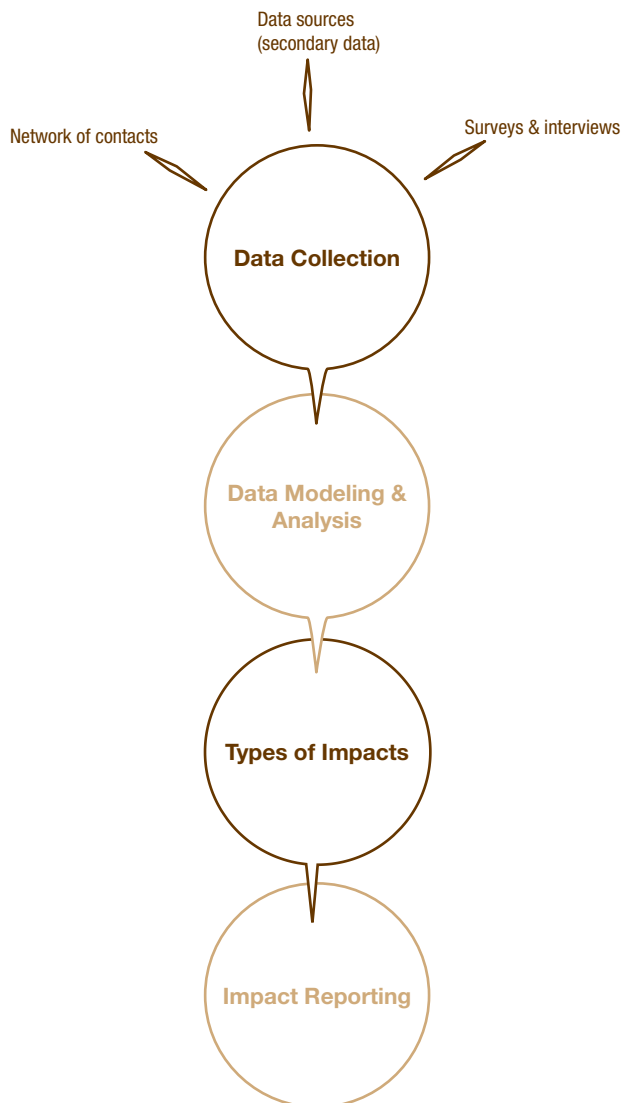 Data sources
(secondary data)
Network of contacts
Surveys & interviews
Data Collection
Data Modeling &
Analysis
Types of Impacts
Impact Reporting